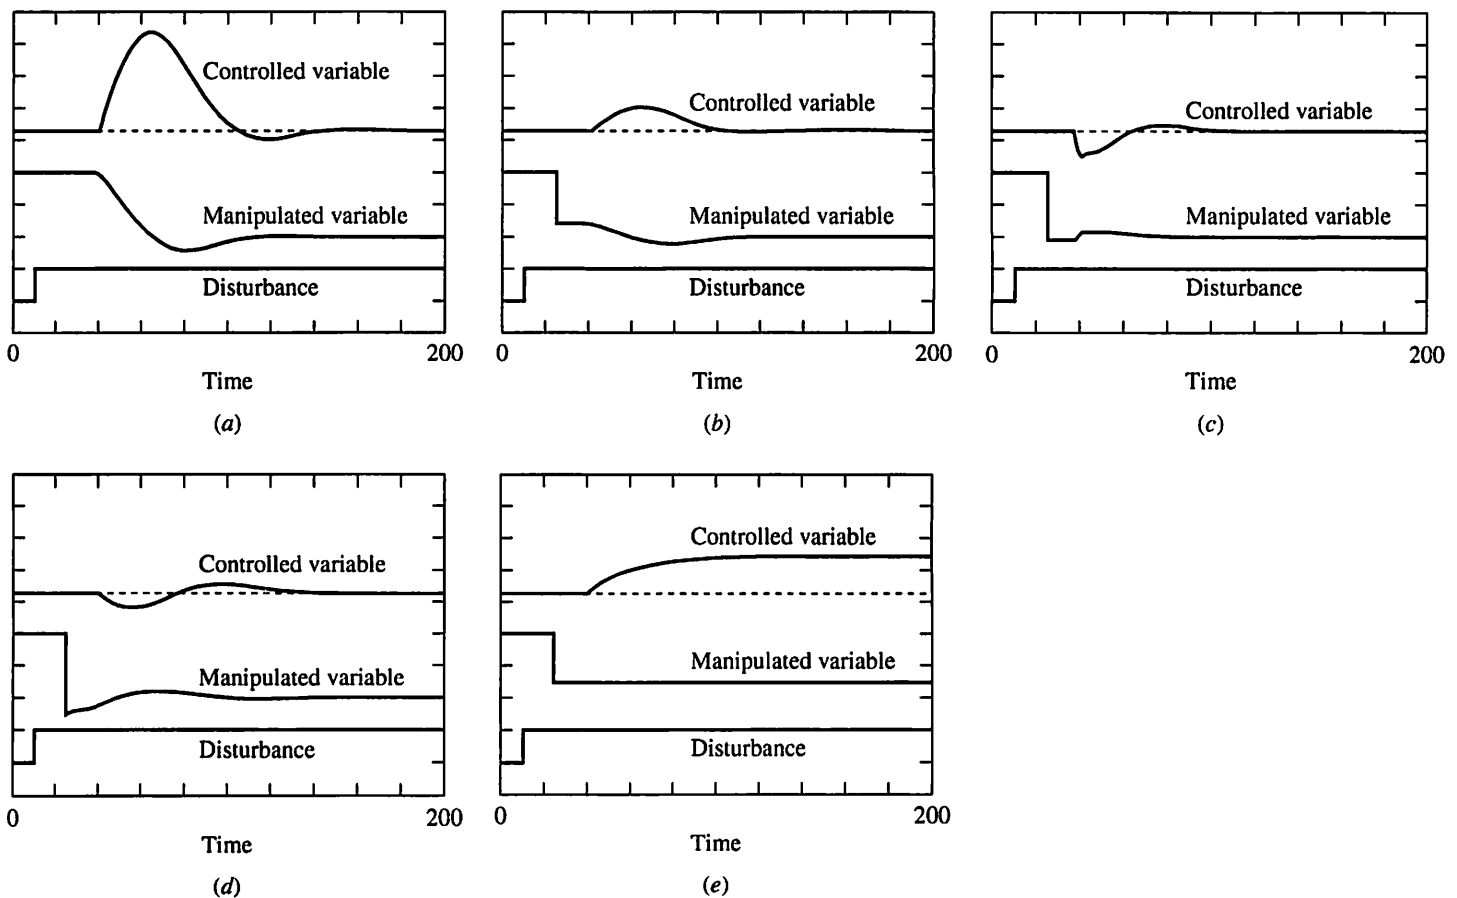 Controlled variable
Manipulated variable
Disturbance
0
200
Time
(a)
Controlled variable
Manipulated variable
Disturbance
0
200
Time
(b)
Controlled variable
Manipulated variable
Disturbance
0
200
Time
(c)
Controlled variable
Manipulated variable
Disturbance
0
200
Time
(d)
Controlled variable
Manipulated variable
Disturbance
0
200
Time
(e)